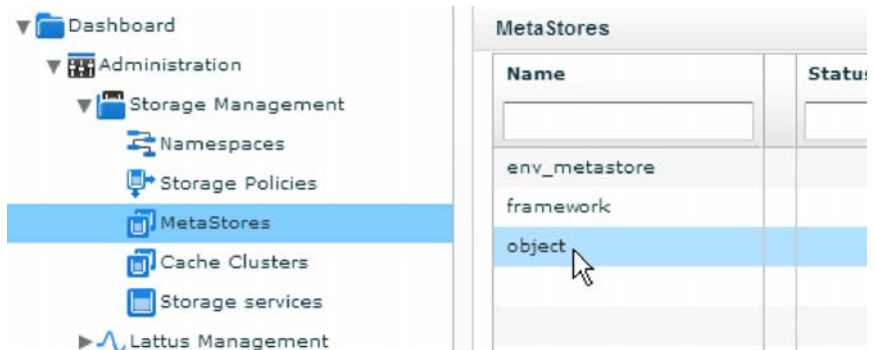 Dashboard
Administration
Storage Management
Namespaces
Storage Policies
MetaStores
Cache Clusters
Storage services
Lattus Management
MetaStores
Name
env_metastore
framework
object